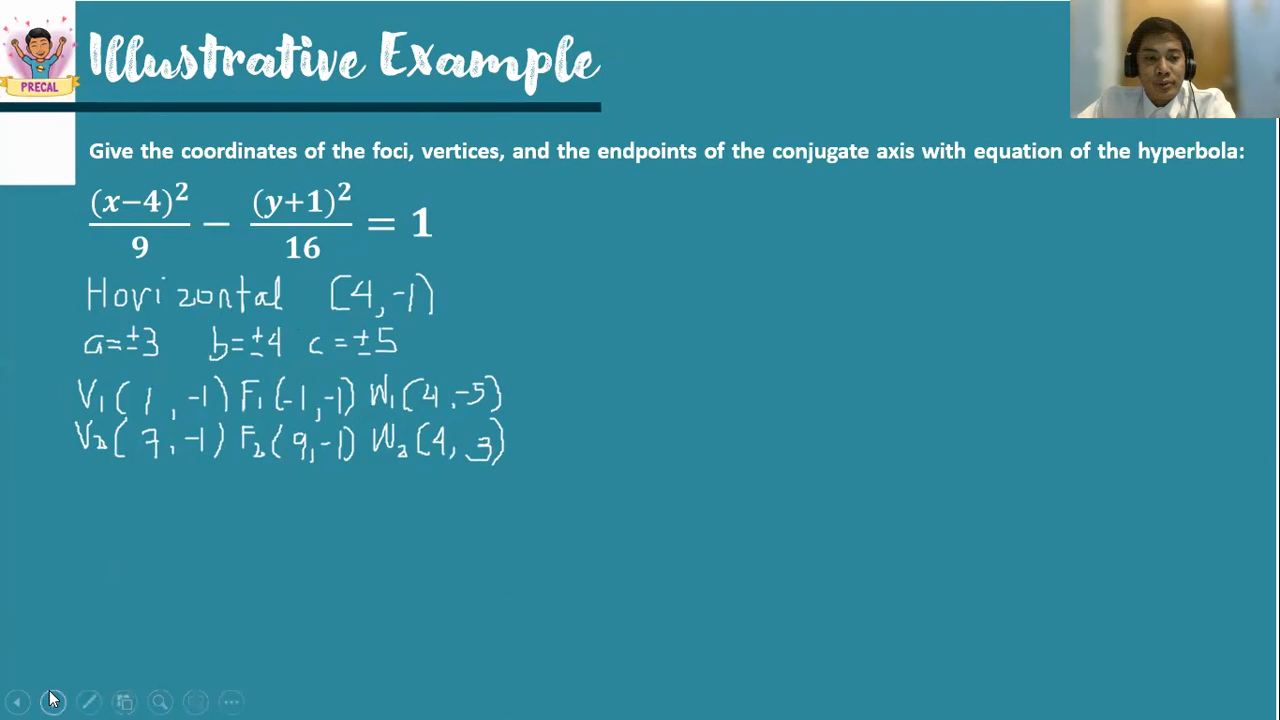 Illustrative Example
PRECAL
Give the coordinates of the foci, vertices, and the endpoints of the conjugate axis with equation of the hyperbola:
(x−4)²/9 − (y+1)²/16 = 1
Horizontal (4,-1)
a=±3 b=±4 c=±5
V₁(1,-1) F₁(-1,-1) W₁(4,-5)
V₂(7,-1) F₂(9,-1) W₂(4,3)